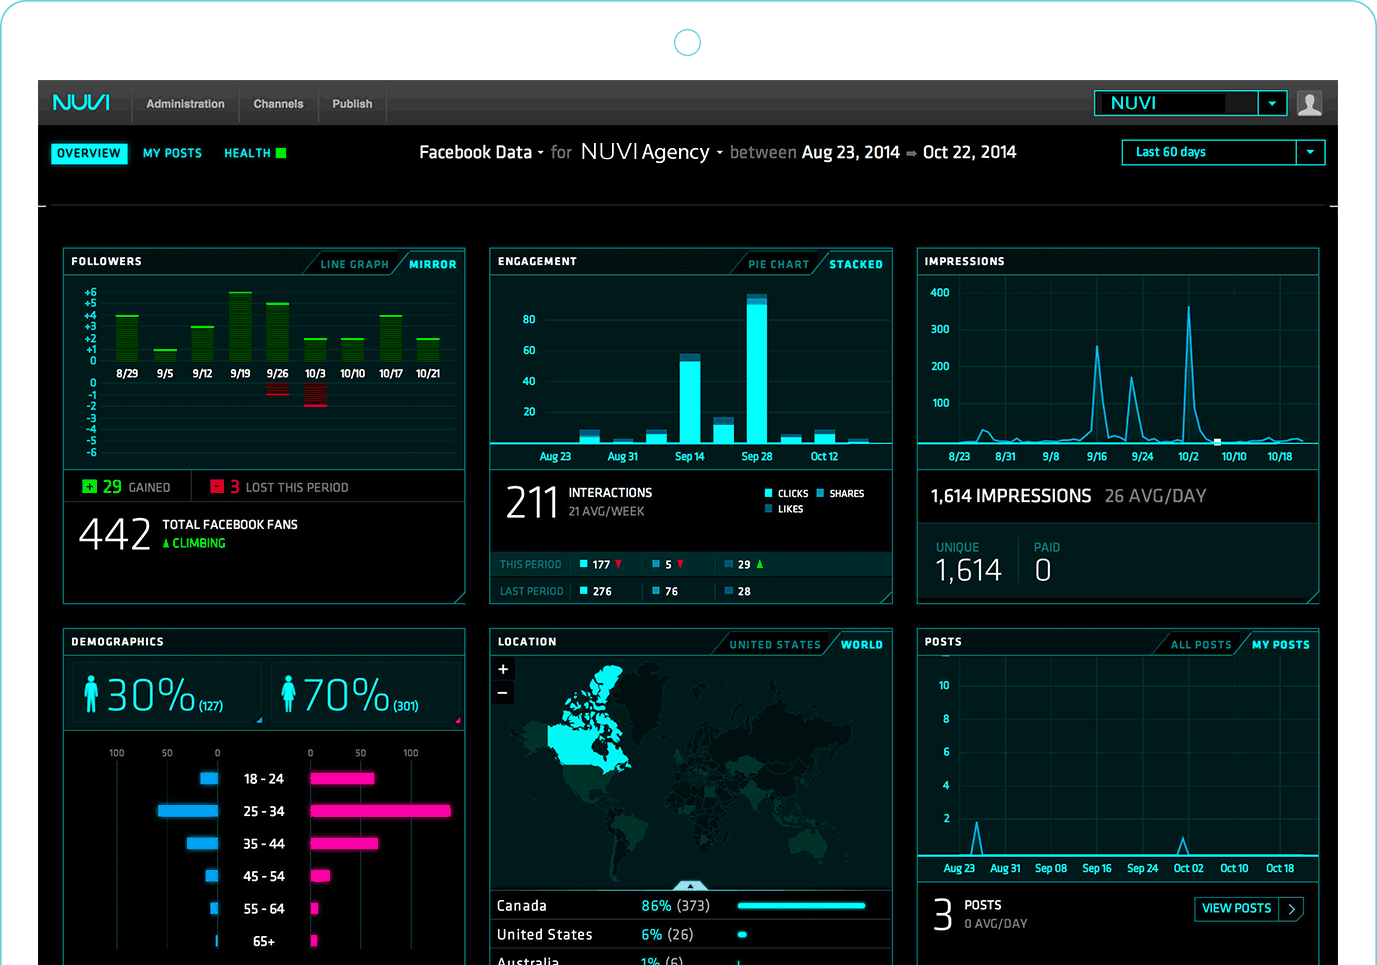 NUVI Administration Channels Publish NUVI
OVERVIEW MY POSTS HEALTH Facebook Data for NUVI Agency between Aug 23, 2014 Oct 22, 2014 Last 60 days
FOLLOWERS LINE GRAPH MIRROR
+6
+5
+4
+3
+2
+1
0
8/29 9/5 9/12 9/19 9/26 10/3 10/10 10/17 10/21
0
-1
-2
-3
-4
-5
-6
+ 29 GAINED - 3 LOST THIS PERIOD
442 TOTAL FACEBOOK FANS
CLIMBING
ENGAGEMENT PIE CHART STACKED
80
60
40
20
Aug 23 Aug 31 Sep 14 Sep 28 Oct 12
211 INTERACTIONS
21 AVG/WEEK
CLICKS SHARES
LIKES
THIS PERIOD 177 5 29
LAST PERIOD 276 76 28
IMPRESSIONS
400
300
200
100
8/23 8/31 9/8 9/16 9/24 10/2 10/10 10/18
1,614 IMPRESSIONS 26 AVG/DAY
UNIQUE PAID
1,614 0
DEMOGRAPHICS
30% (127) 70% (301)
100 50 0 0 50 100
18 - 24
25 - 34
35 - 44
45 - 54
55 - 64
65+
LOCATION UNITED STATES WORLD
+
−
Canada 86% (373)
United States 6% (26)
Australia 1% (6)
POSTS ALL POSTS MY POSTS
10
8
6
4
2
Aug 23 Aug 31 Sep 08 Sep 16 Sep 24 Oct 02 Oct 10 Oct 18
3 POSTS
0 AVG/DAY
VIEW POSTS